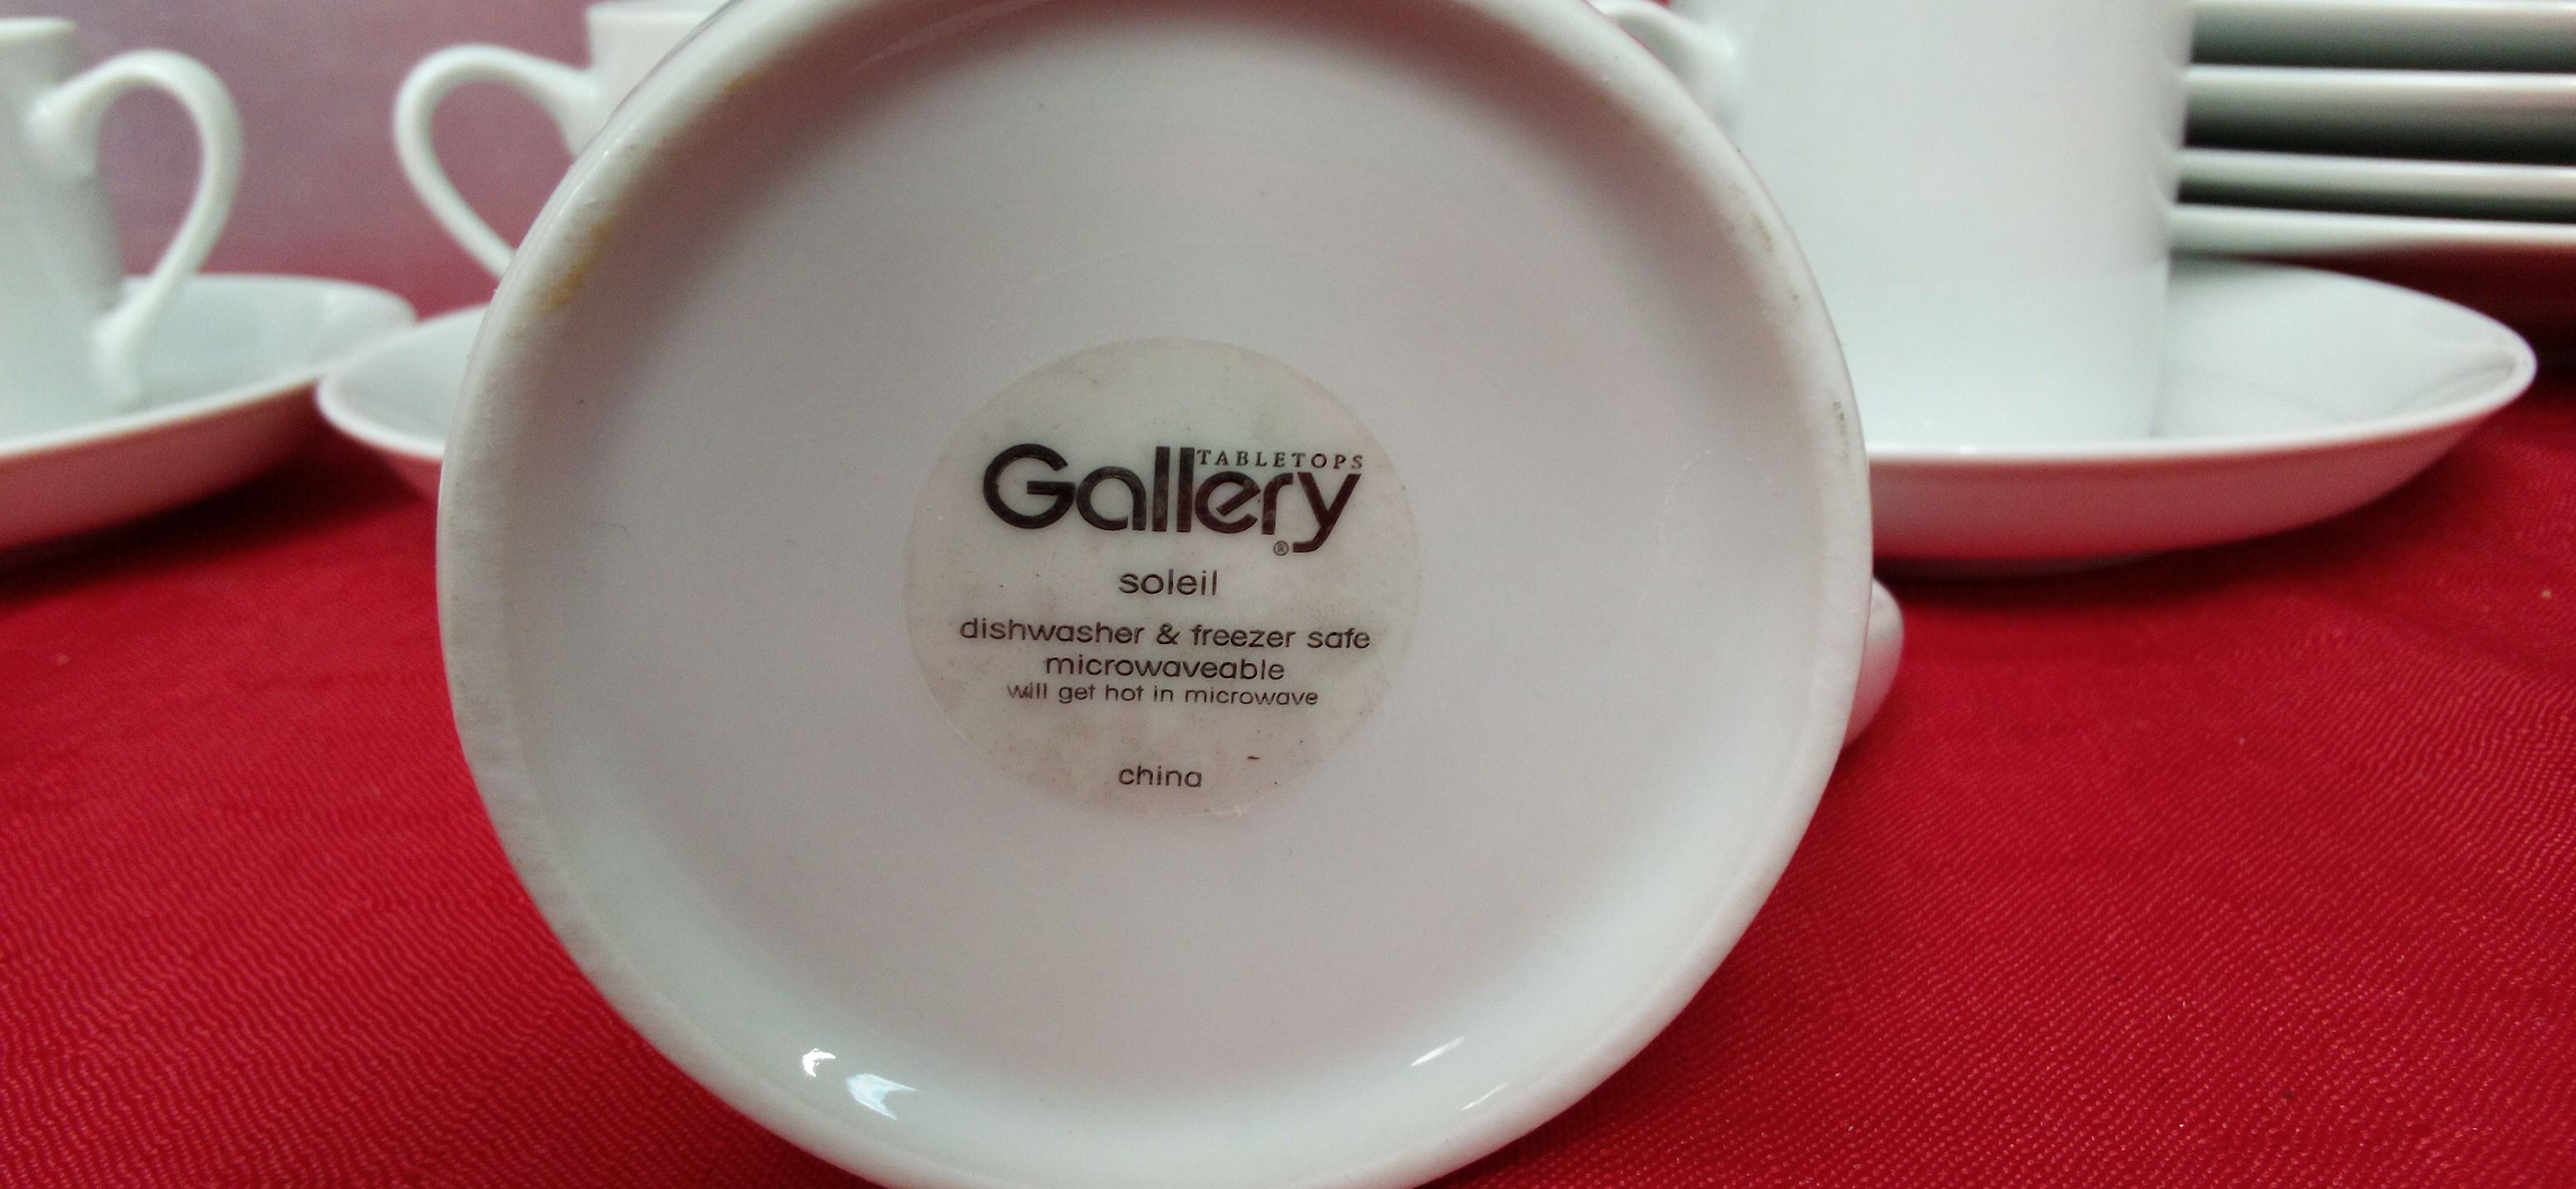 TABLETOPS
Gallery
®
soleil
dishwasher & freezer safe
microwaveable
will get hot in microwave
china